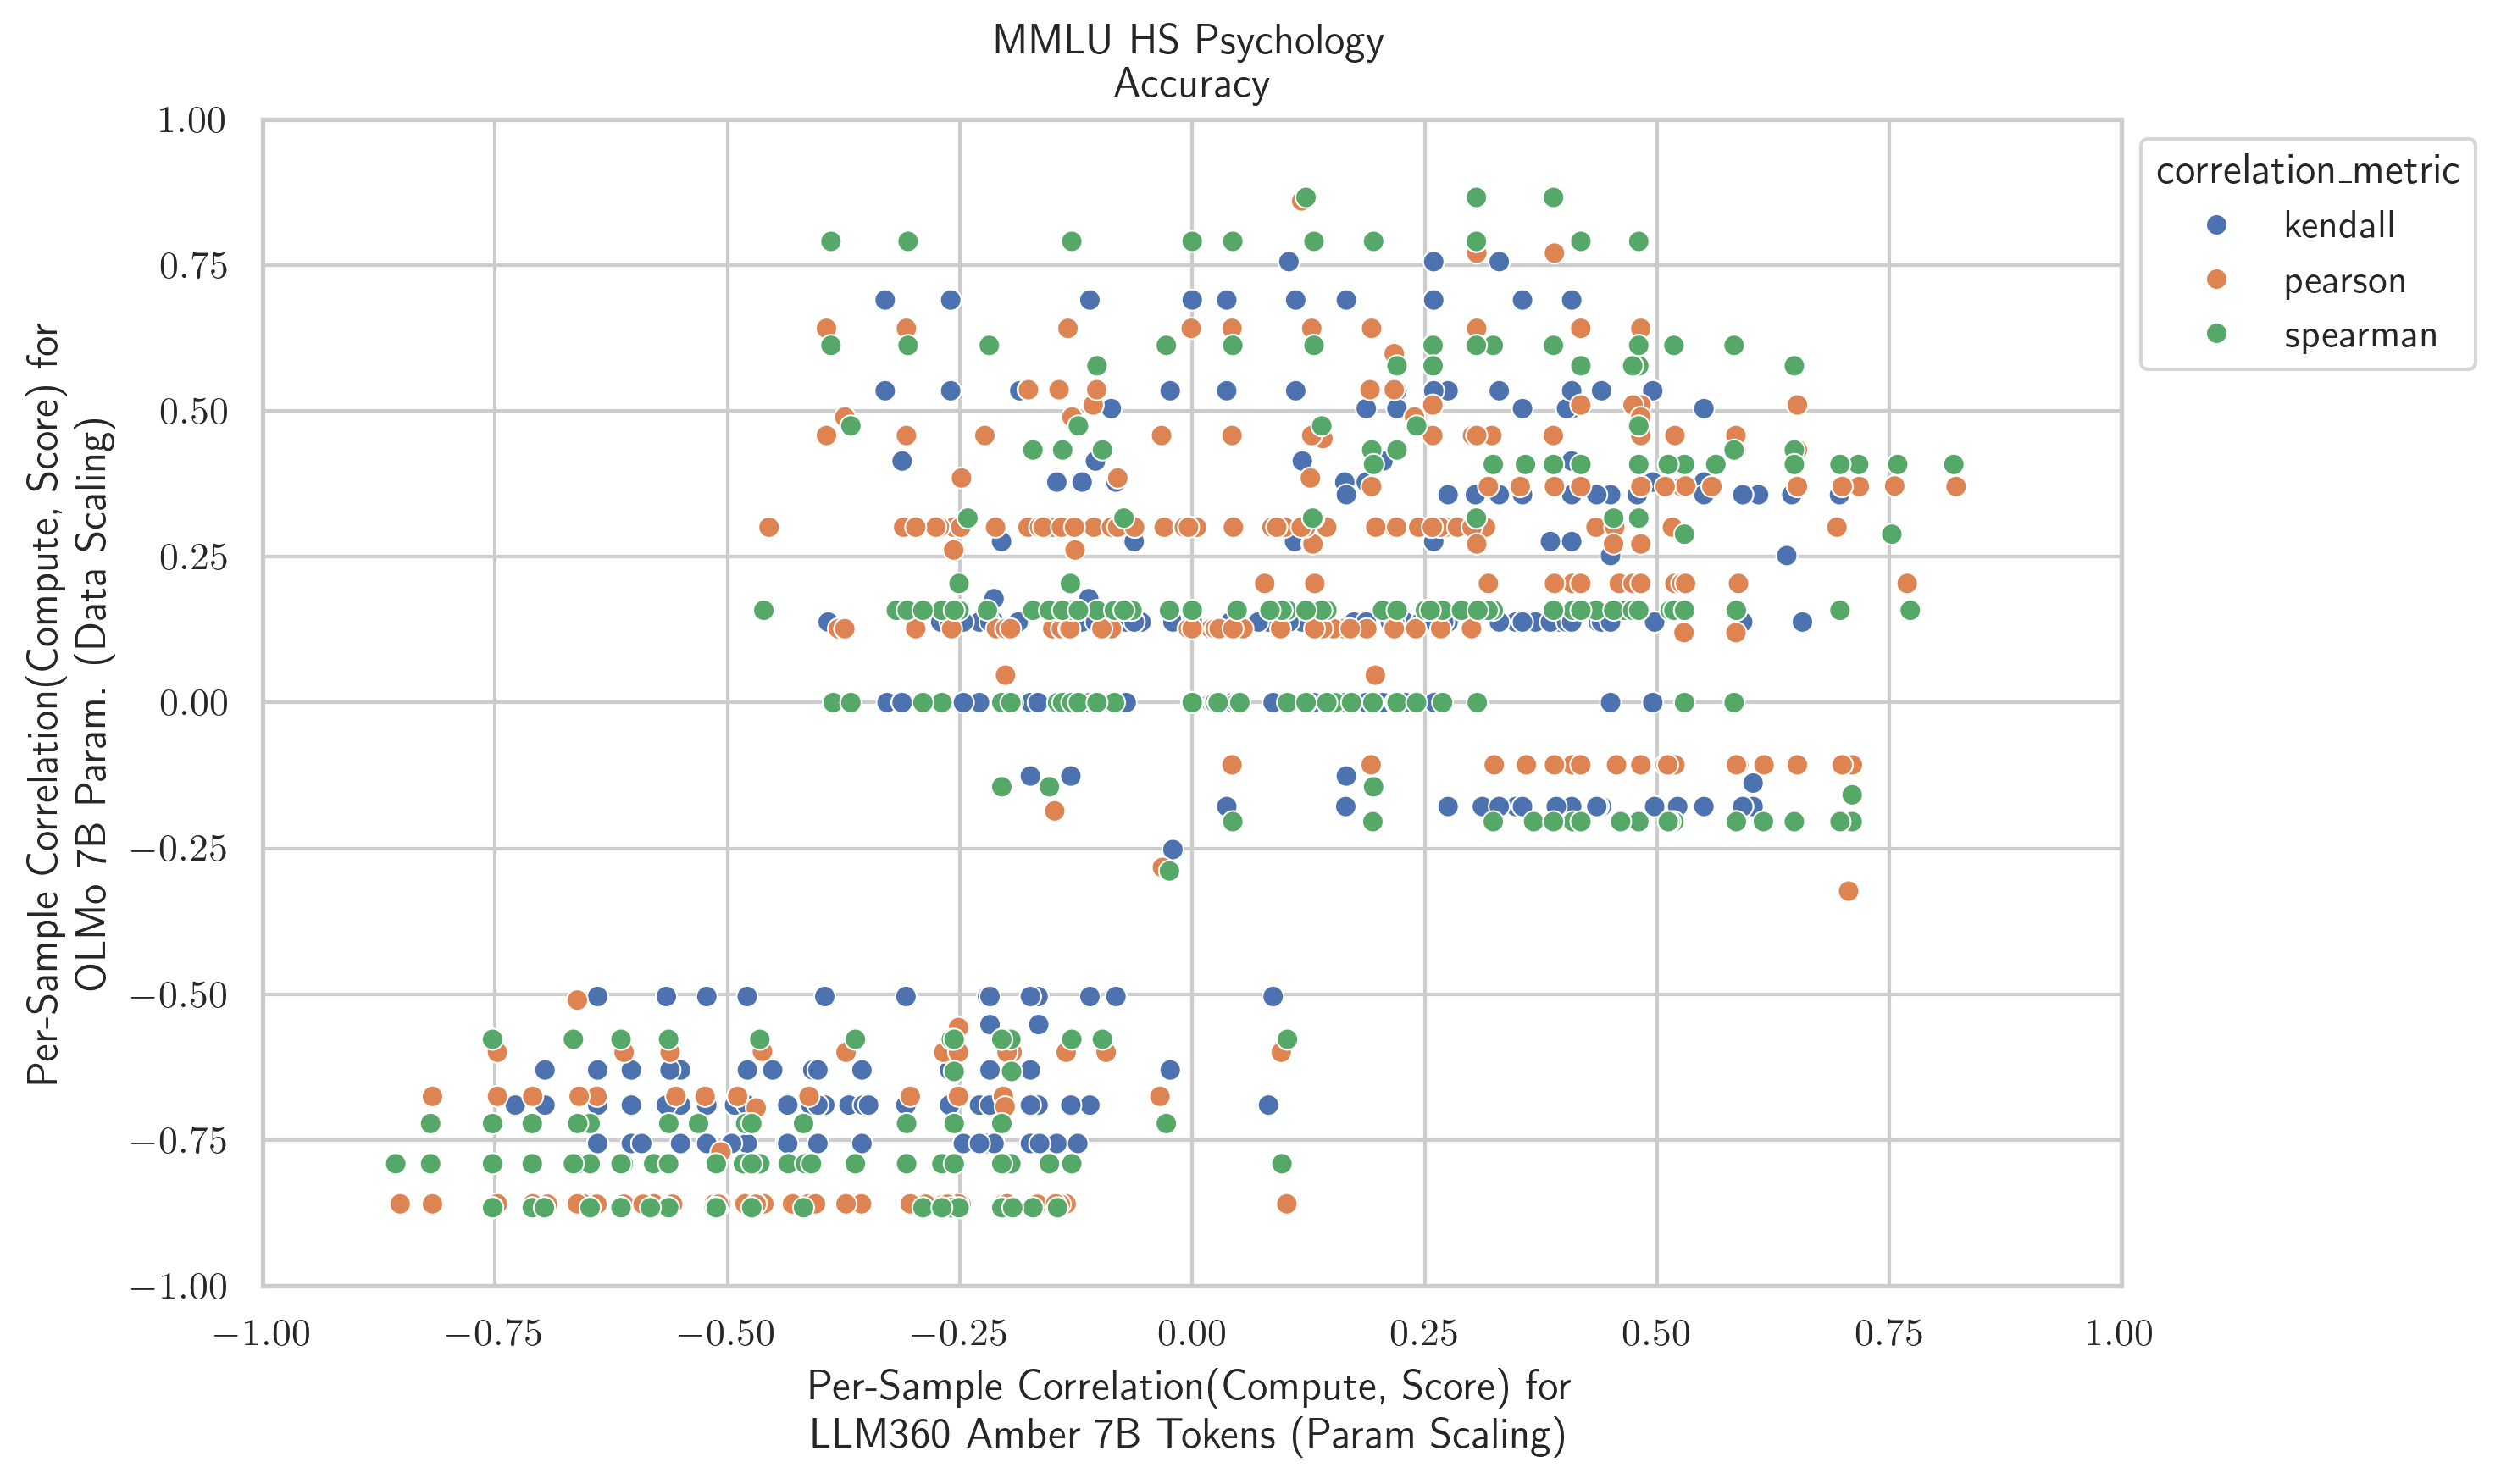 MMLU HS Psychology
Accuracy
1.00
0.75
0.50
0.25
0.00
−0.25
−0.50
−0.75
−1.00
Per-Sample Correlation(Compute, Score) for
OLMo 7B Param. (Data Scaling)
−1.00 −0.75 −0.50 −0.25 0.00 0.25 0.50 0.75 1.00
Per-Sample Correlation(Compute, Score) for
LLM360 Amber 7B Tokens (Param Scaling)
correlation_metric
kendall
pearson
spearman